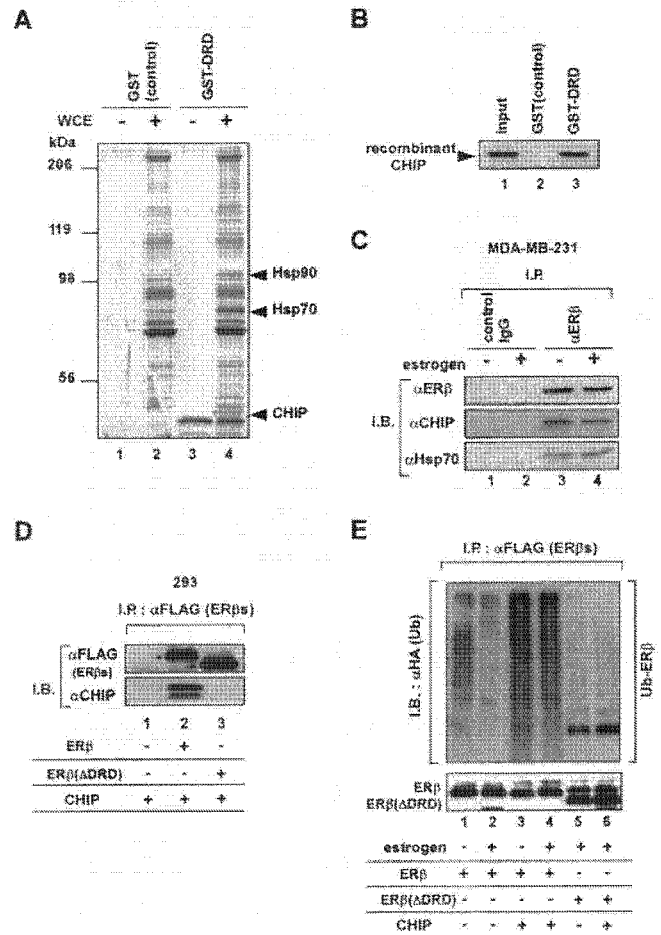 A
GST
(control)
GST-DRD
WCE - + - +
kDa
206
119
98
56
Hsp90
Hsp70
CHIP
1 2 3 4
B
Input
GST(control)
GST-DRD
recombinant
CHIP
1 2 3
C
MDA-MB-231
I.P.
control
IgG
αERβ
estrogen - + - +
I.B.
αERβ
αCHIP
αHsp70
1 2 3 4
D
293
I.P. : αFLAG (ERβs)
I.B.
αFLAG
(ERβs)
αCHIP
1 2 3
ERβ - + -
ERβ(ΔDRD) - - +
CHIP + + +
E
I.P. : αFLAG (ERβs)
I.B. : αHA (Ub)
Ub-ERβ
ERβ
ERβ(ΔDRD)
1 2 3 4 5 6
estrogen - + - + + +
ERβ + + + + - -
ERβ(ΔDRD) - - - - + +
CHIP - - + + - +